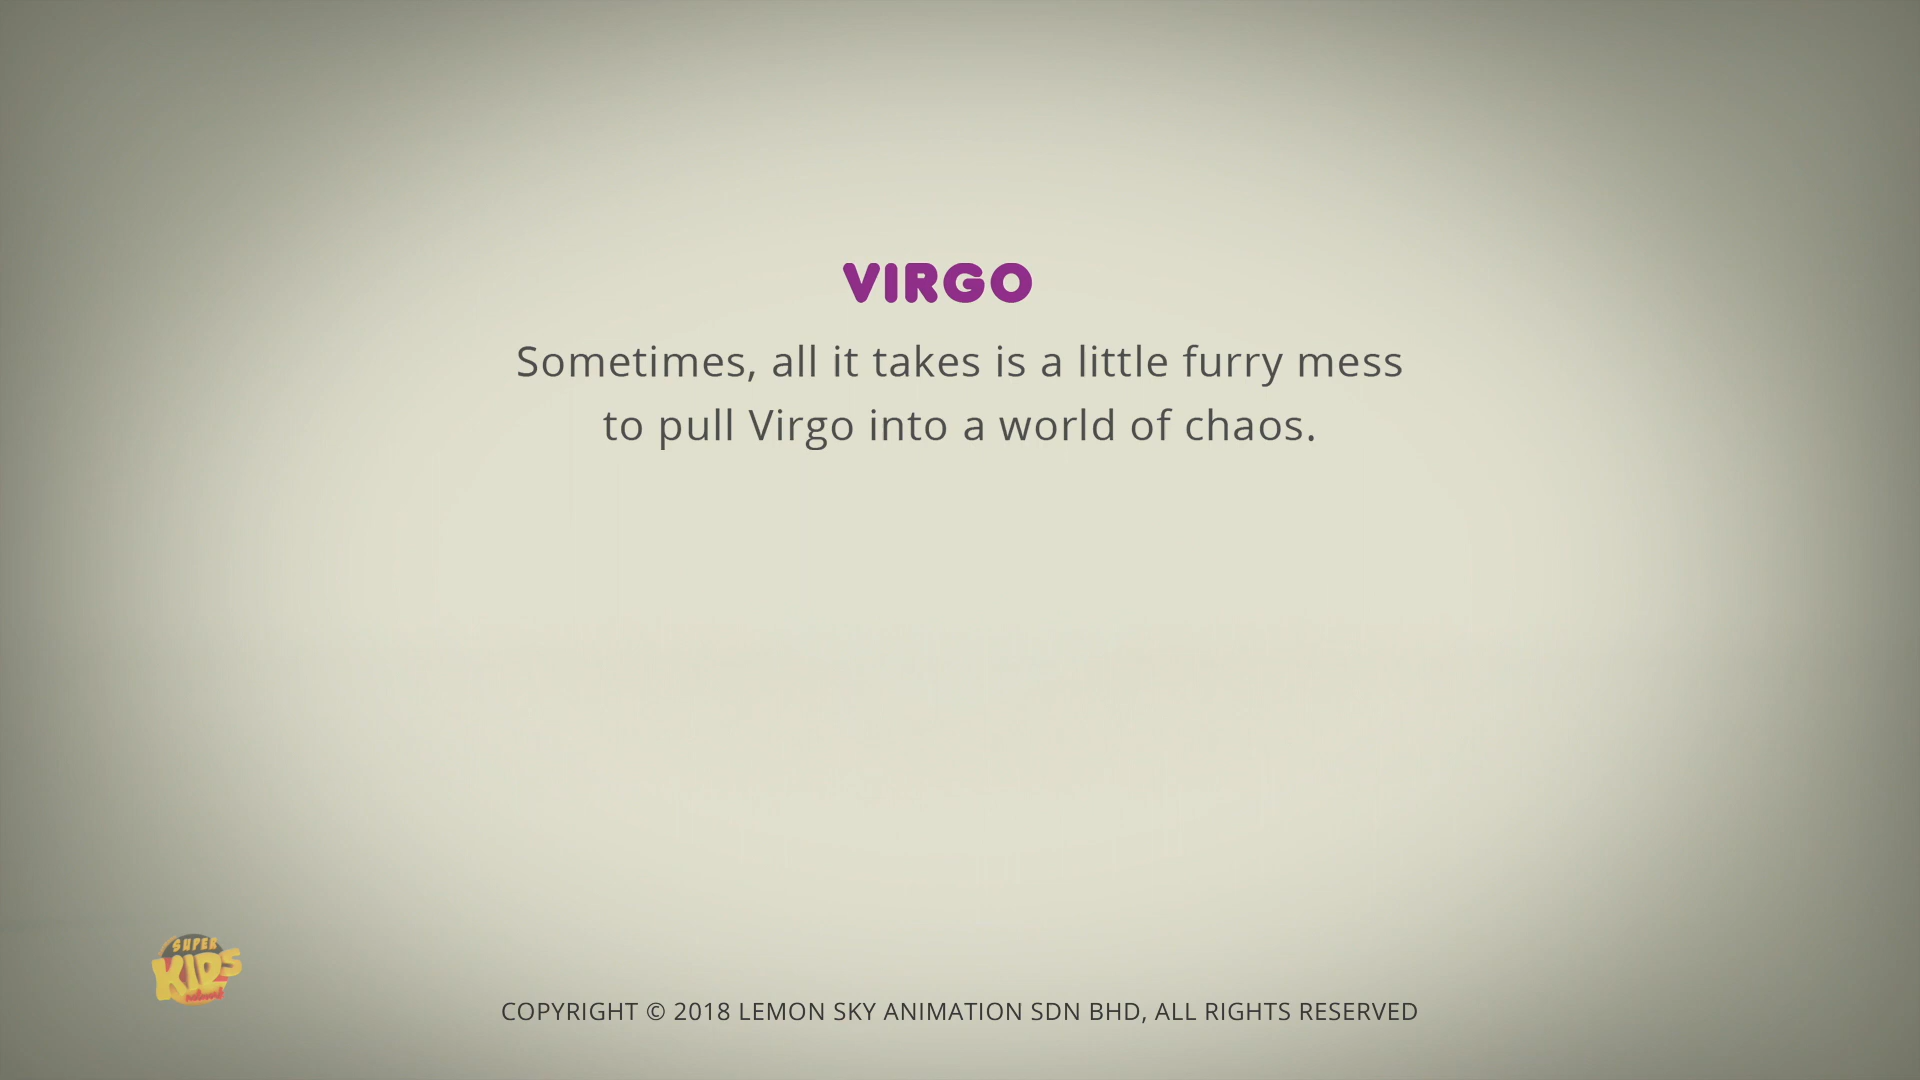 VIRGO
Sometimes, all it takes is a little furry mess
to pull Virgo into a world of chaos.
SUPER
KIDS
network
COPYRIGHT © 2018 LEMON SKY ANIMATION SDN BHD, ALL RIGHTS RESERVED